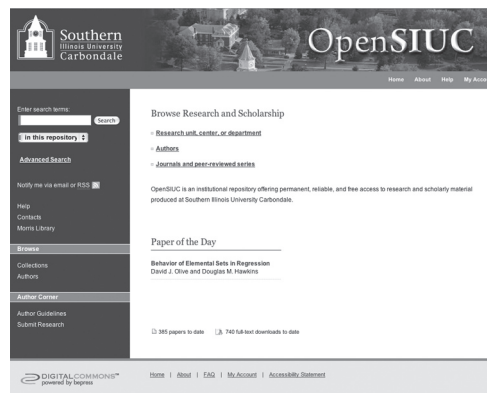 Southern
Illinois University
Carbondale
OpenSIUC
Home About Help My Acco
Enter search terms:
Search
in this repository
Advanced Search
Notify me via email or RSS
Help
Contacts
Morris Library
Browse
Collections
Authors
Author Corner
Author Guidelines
Submit Research
Browse Research and Scholarship
Research unit, center, or department
Authors
Journals and peer-reviewed series
OpenSIUC is an institutional repository offering permanent, reliable, and free access to research and scholarly material
produced at Southern Illinois University Carbondale.
Paper of the Day
Behavior of Elemental Sets in Regression
David J. Olive and Douglas M. Hawkins
385 papers to date 740 full-text downloads to date
DIGITALCOMMONS™
powered by bepress
Home | About | FAQ | My Account | Accessibility Statement